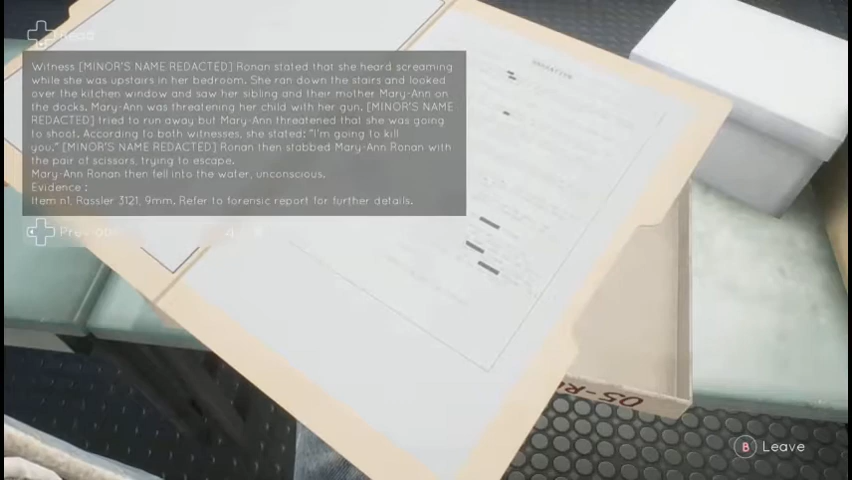 Read
Witness [MINOR'S NAME REDACTED] Ronan stated that she heard screaming
while she was upstairs in her bedroom. She ran down the stairs and looked
over the kitchen window and saw her sibling and their mother Mary-Ann on
the docks. Mary-Ann was threatening her child with her gun. [MINOR'S NAME
REDACTED] tried to run away but Mary-Ann threatened that she was going
to shoot. According to both witnesses, she stated: "I'm going to kill
you." [MINOR'S NAME REDACTED] Ronan then stabbed Mary-Ann Ronan with
the pair of scissors, trying to escape.
Mary-Ann Ronan then fell into the water, unconscious.
Evidence :
Item n1, Rassler 3121, 9mm, Refer to forensic report for further details.
NARRATIVE
B Leave